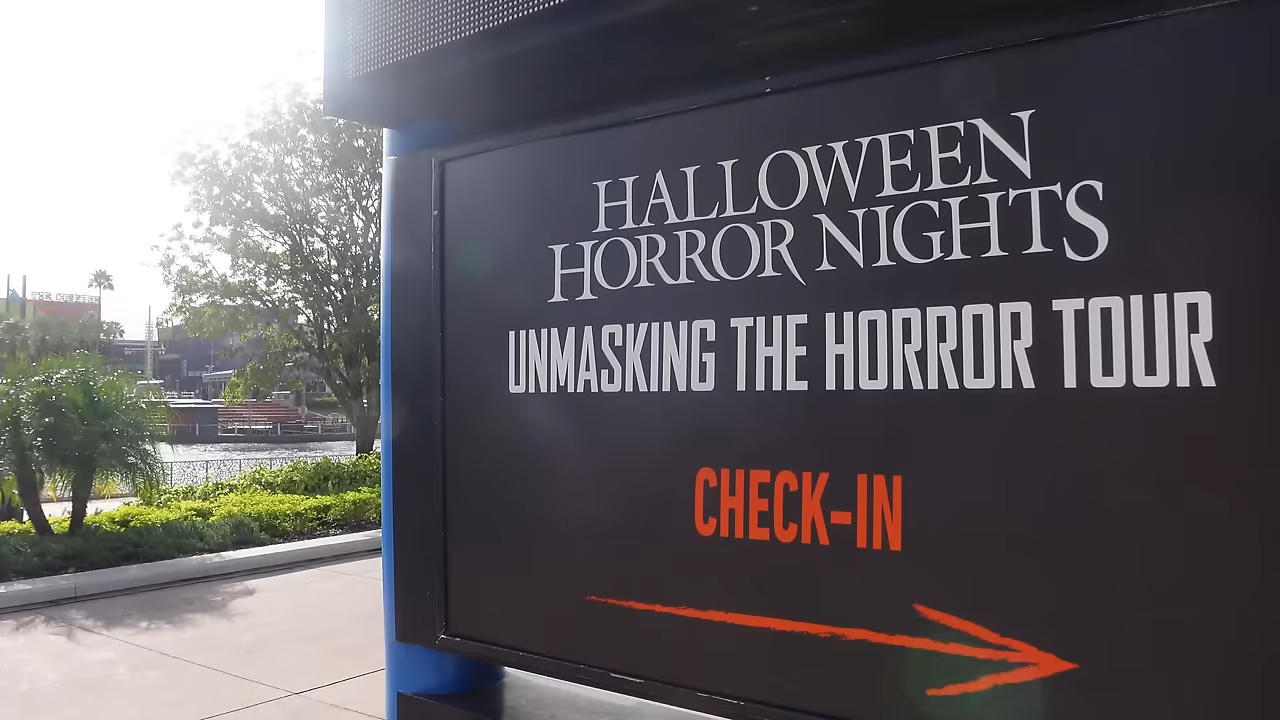 HALLOWEEN
HORROR NIGHTS
UNMASKING THE HORROR TOUR
CHECK-IN